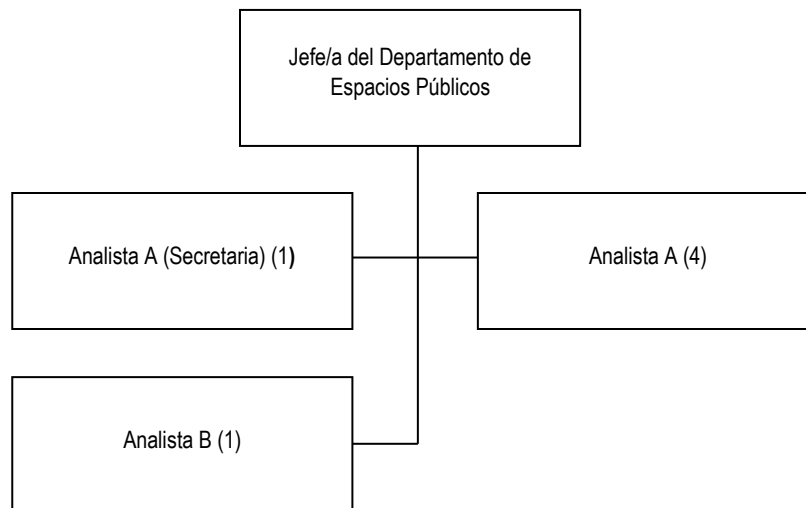 Jefe/a del Departamento de
Espacios Públicos
Analista A (Secretaria) (1)
Analista A (4)
Analista B (1)